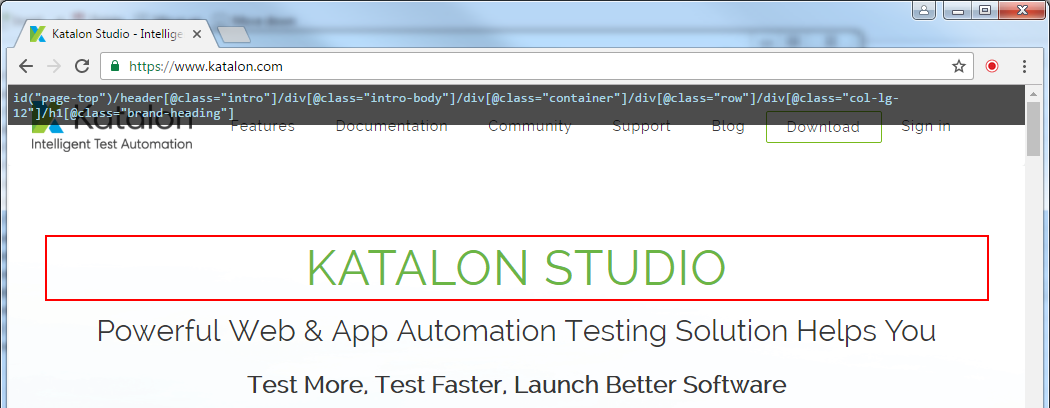 Katalon Studio - Intellige
https://www.katalon.com
id("page-top")/header[@class="intro"]/div[@class="intro-body"]/div[@class="container"]/div[@class="row"]/div[@class="col-lg-
12"]/h1[@class="brand-heading"]
Katalon
Intelligent Test Automation
Features Documentation Community Support Blog Download Sign in
KATALON STUDIO
Powerful Web & App Automation Testing Solution Helps You
Test More, Test Faster, Launch Better Software